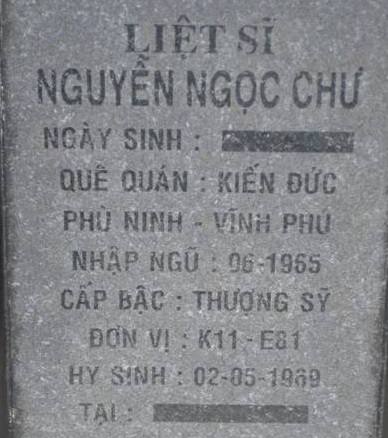 LIỆT SĨ
NGUYỄN NGỌC CHƯ
NGÀY SINH :
QUÊ QUÁN : KIẾN ĐỨC
PHÙ NINH - VĨNH PHÚ
NHẬP NGŨ : 06-1965
CẤP BẬC : THƯỢNG SỸ
ĐƠN VỊ : K11 - E81
HY SINH : 02-05-1969
TẠI :